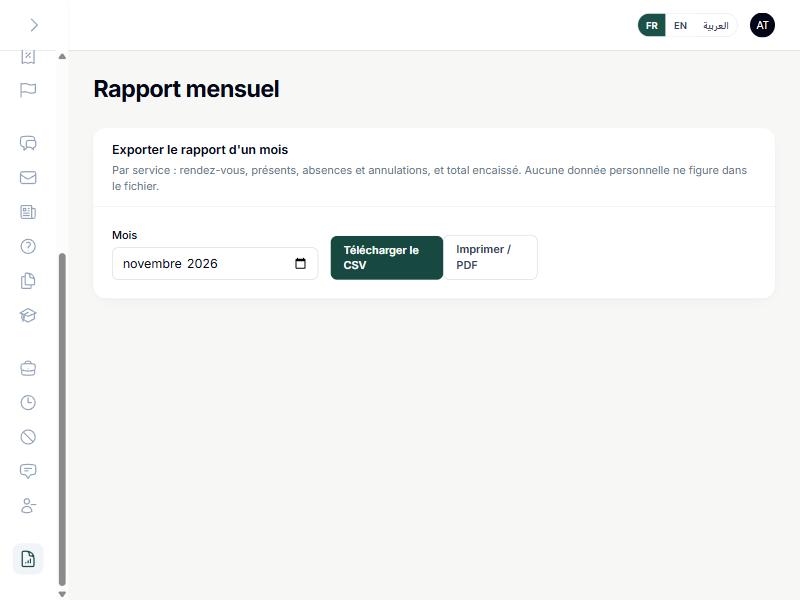 FR EN العربية AT
Rapport mensuel
Exporter le rapport d'un mois
Par service : rendez-vous, présents, absences et annulations, et total encaissé. Aucune donnée personnelle ne figure dans
le fichier.
Mois
novembre 2026
Télécharger le
CSV
Imprimer /
PDF